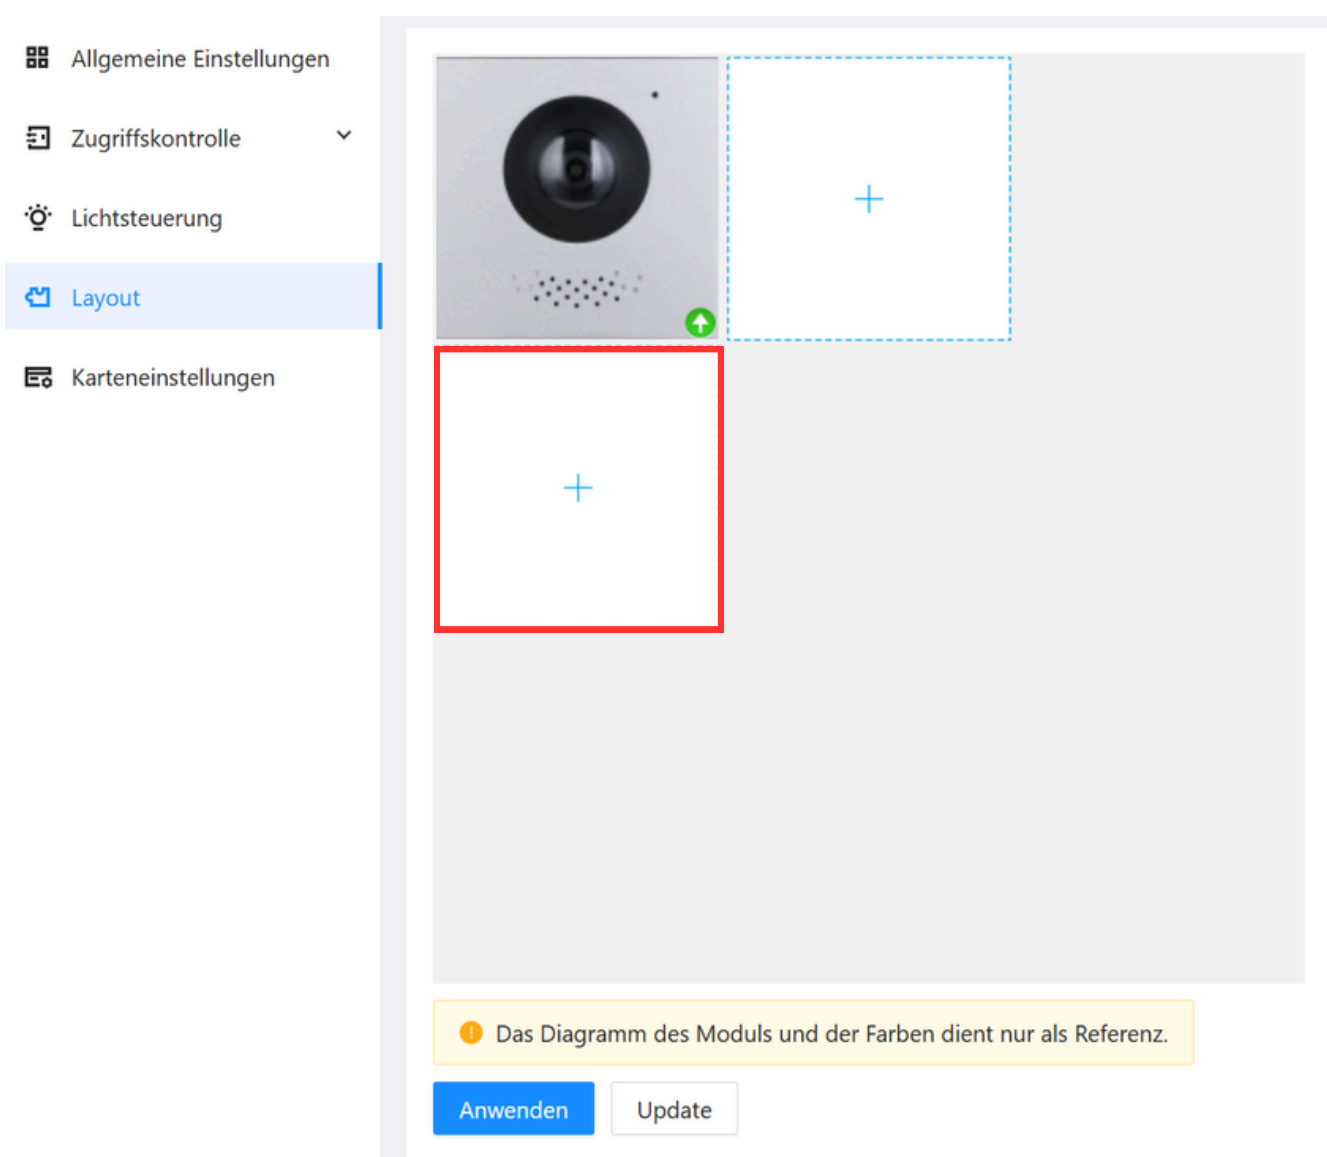 Allgemeine Einstellungen
Zugriffskontrolle
Lichtsteuerung
Layout
Karteneinstellungen
Das Diagramm des Moduls und der Farben dient nur als Referenz.
Anwenden
Update